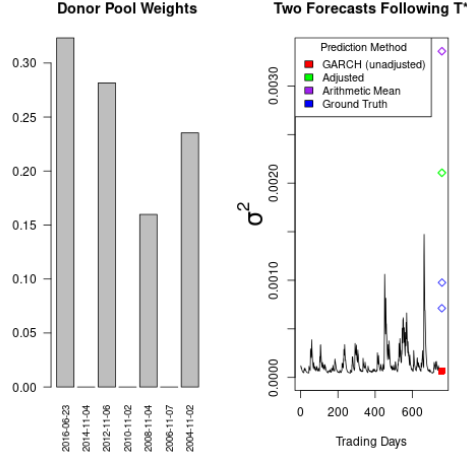 Donor Pool Weights
0.30
0.25
0.20
0.15
0.10
0.05
0.00
2016-06-23
2014-11-04
2012-11-06
2010-11-02
2008-11-04
2006-11-07
2004-11-02
Two Forecasts Following T*
Prediction Method
GARCH (unadjusted)
Adjusted
Arithmetic Mean
Ground Truth
σ²
0.0030
0.0020
0.0010
0.0000
0 200 400 600
Trading Days